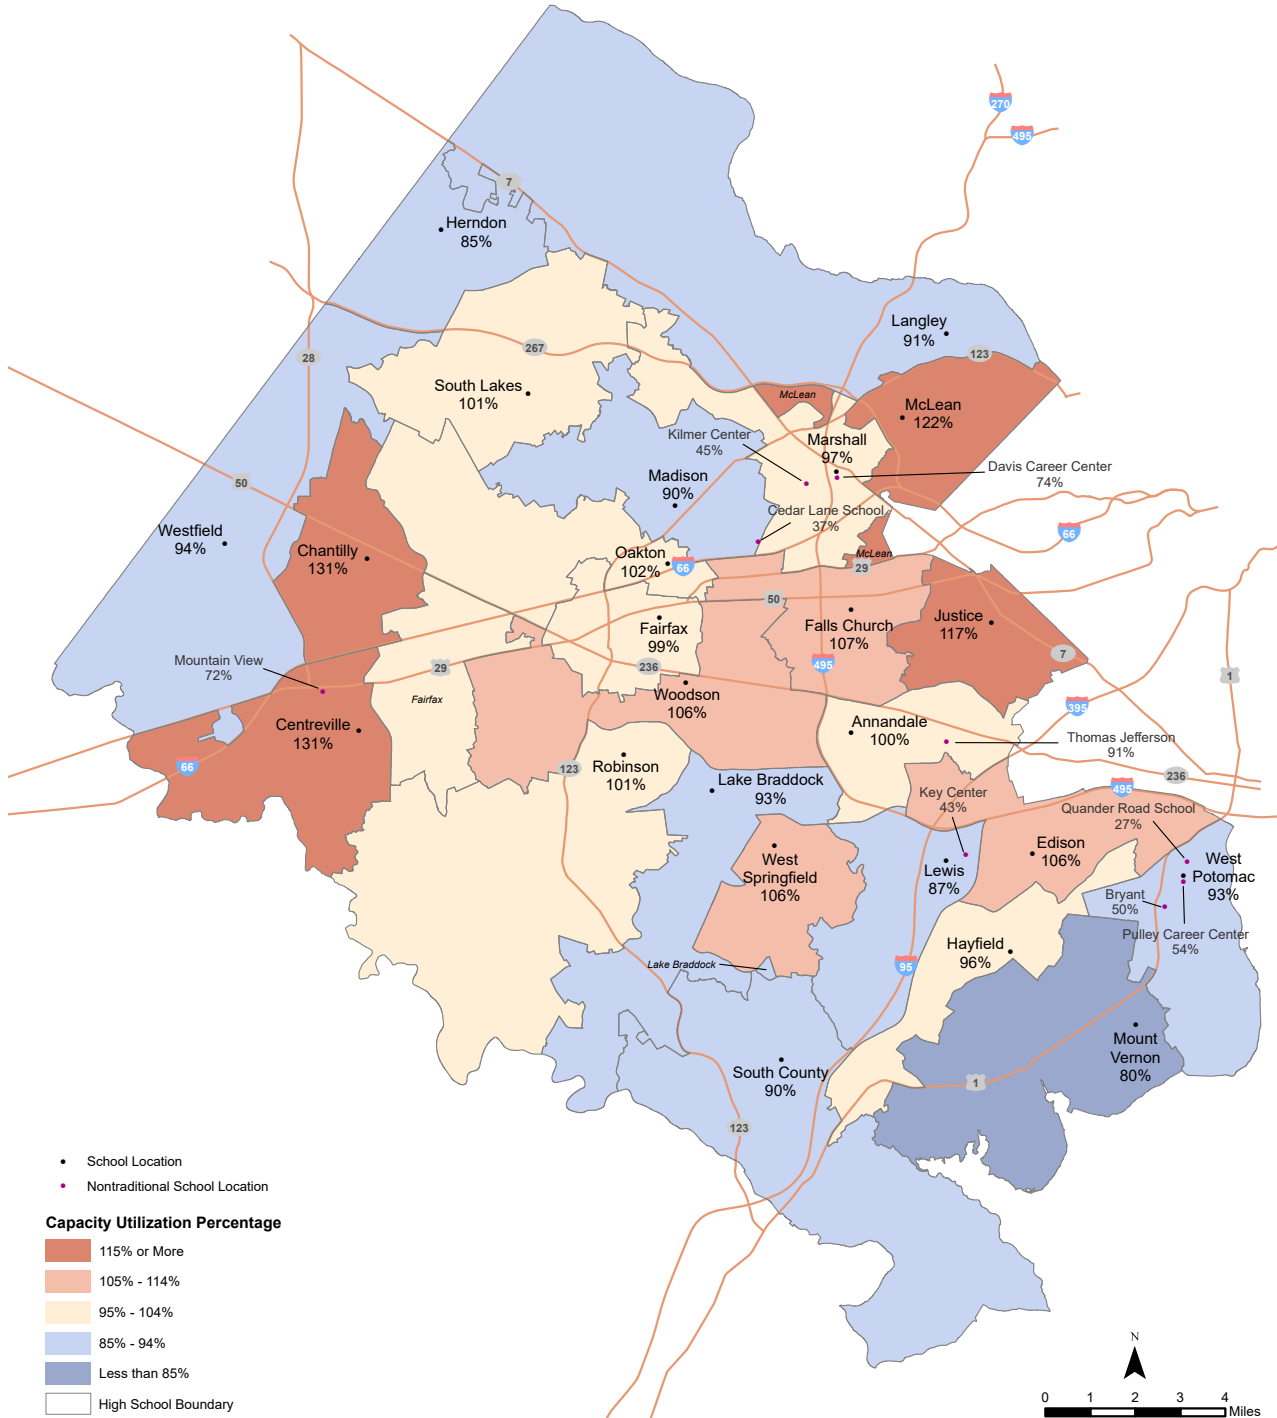 270
495
7
Herndon
85%
Langley
91%
123
28
267
South Lakes
101%
McLean
McLean
122%
Kilmer Center
45%
Marshall
97%
Davis Career Center
74%
50
Madison
90%
Cedar Lane School
37%
Westfield
94%
Chantilly
131%
Oakton
102%
66
McLean
29
66
50
Fairfax
99%
Falls Church
107%
Justice
117%
Mountain View
72%
29
236
495
7
1
Fairfax
Woodson
106%
395
Centreville
131%
Annandale
100%
Thomas Jefferson
91%
66
123
Robinson
101%
Lake Braddock
93%
236
495
Key Center
43%
Quander Road School
27%
West
Springfield
106%
Edison
106%
Lewis
87%
West
Potomac
93%
Bryant
50%
Pulley Career Center
54%
Hayfield
96%
Lake Braddock
95
Mount
Vernon
80%
South County
90%
1
123
School Location
Nontraditional School Location
Capacity Utilization Percentage
115% or More
105% - 114%
95% - 104%
85% - 94%
Less than 85%
High School Boundary
N
0 1 2 3 4
Miles